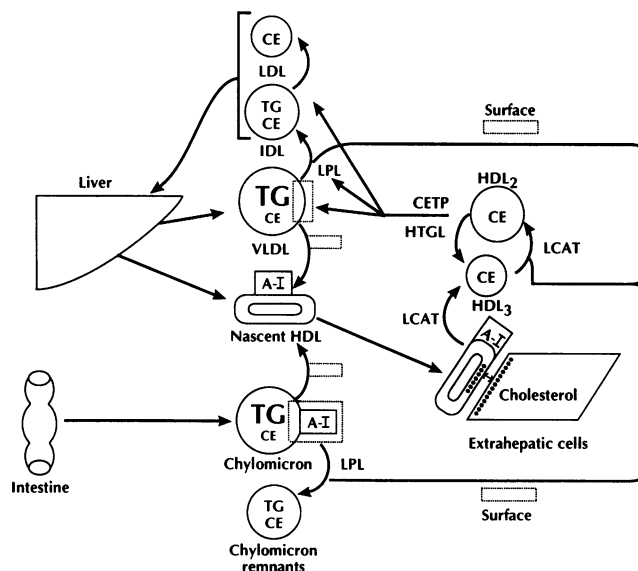 CE
LDL
TG
CE
IDL
Surface
Liver
LPL
TG
CE
VLDL
CETP
HTGL
HDL2
CE
LCAT
CE
HDL3
A-I
Nascent HDL
LCAT
A-I
Cholesterol
Extrahepatic cells
TG
CE
A-I
Chylomicron
LPL
Intestine
TG
CE
Surface
Chylomicron
remnants